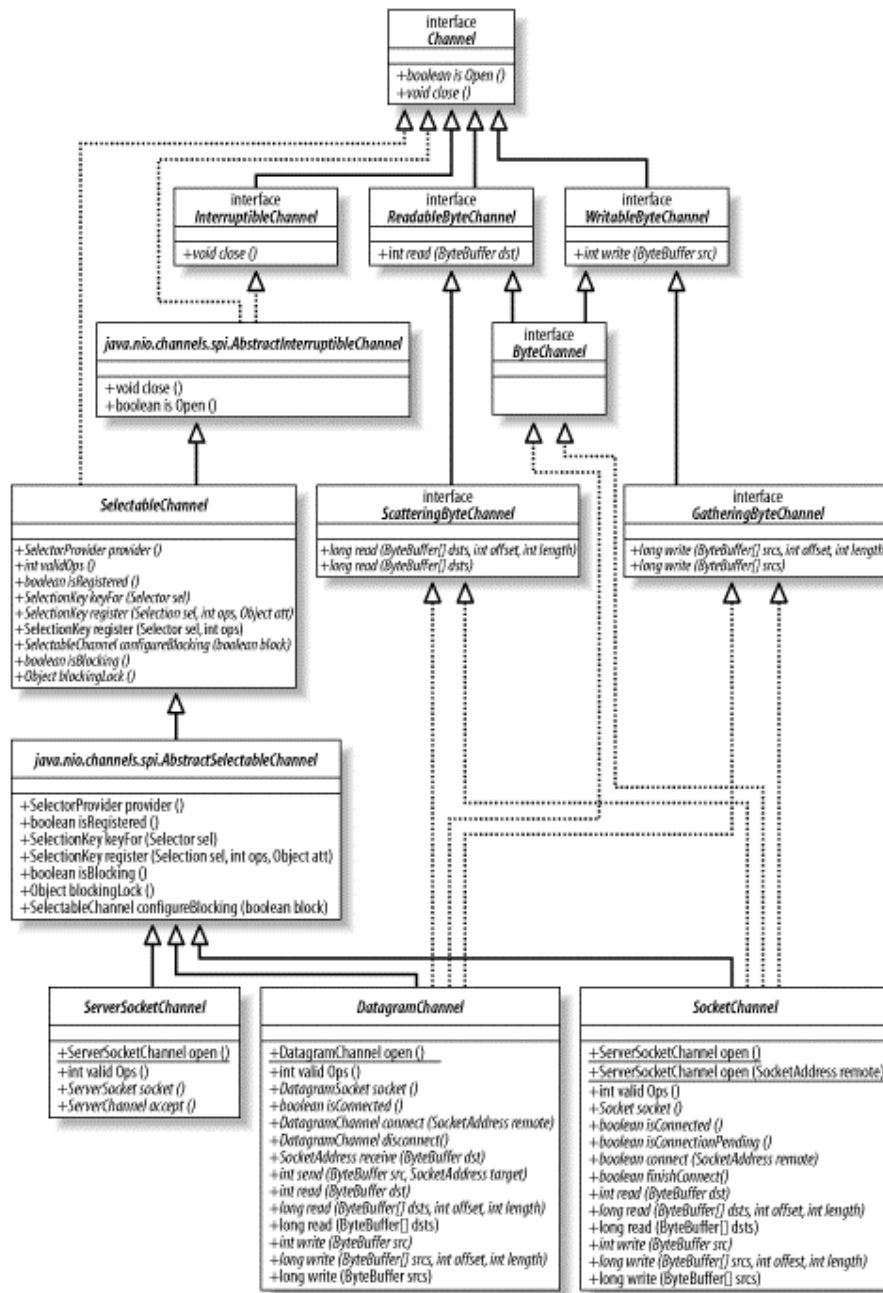 interface
Channel
+boolean is Open ()
+void close ()
interface
InterruptibleChannel
+void close ()
interface
ReadableByteChannel
+int read (ByteBuffer dst)
interface
WritableByteChannel
+int write (ByteBuffer src)
java.nio.channels.spi.AbstractInterruptibleChannel
+void close ()
+boolean is Open ()
interface
ByteChannel
SelectableChannel
+SelectorProvider provider ()
+int validOps ()
+boolean isRegistered ()
+SelectionKey keyFor (Selector sel)
+SelectionKey register (Selection sel, int ops, Object att)
+SelectionKey register (Selector sel, int ops)
+SelectableChannel configureBlocking (boolean block)
+boolean isBlocking ()
+Object blockingLock ()
interface
ScatteringByteChannel
+long read (ByteBuffer[] dsts, int offset, int length)
+long read (ByteBuffer[] dsts)
interface
GatheringByteChannel
+long write (ByteBuffer[] srcs, int offset, int length)
+long write (ByteBuffer[] srcs)
java.nio.channels.spi.AbstractSelectableChannel
+SelectorProvider provider ()
+boolean isRegistered ()
+SelectionKey keyFor (Selector sel)
+SelectionKey register (Selection sel, int ops, Object att)
+boolean isBlocking ()
+Object blockingLock ()
+SelectableChannel configureBlocking (boolean block)
ServerSocketChannel
+ServerSocketChannel open ()
+int valid Ops ()
+ServerSocket socket ()
+ServerChannel accept ()
DatagramChannel
+DatagramChannel open ()
+int valid Ops ()
+DatagramSocket socket ()
+boolean isConnected ()
+DatagramChannel connect (SocketAddress remote)
+DatagramChannel disconnect()
+SocketAddress receive (ByteBuffer dst)
+int send (ByteBuffer src, SocketAddress target)
+int read (ByteBuffer dst)
+long read (ByteBuffer[] dsts, int offset, int length)
+long read (ByteBuffer[] dsts)
+int write (ByteBuffer src)
+long write (ByteBuffer[] srcs, int offset, int length)
+long write (ByteBuffer srcs)
SocketChannel
+ServerSocketChannel open ()
+ServerSocketChannel open (SocketAddress remote)
+int valid Ops ()
+Socket socket ()
+boolean isConnected ()
+boolean isConnectionPending ()
+boolean connect (SocketAddress remote)
+boolean finishConnect()
+int read (ByteBuffer dst)
+long read (ByteBuffer[] dsts, int offset, int length)
+long read (ByteBuffer[] dsts)
+int write (ByteBuffer src)
+long write (ByteBuffer[] srcs, int offest, int length)
+long write (ByteBuffer[] srcs)